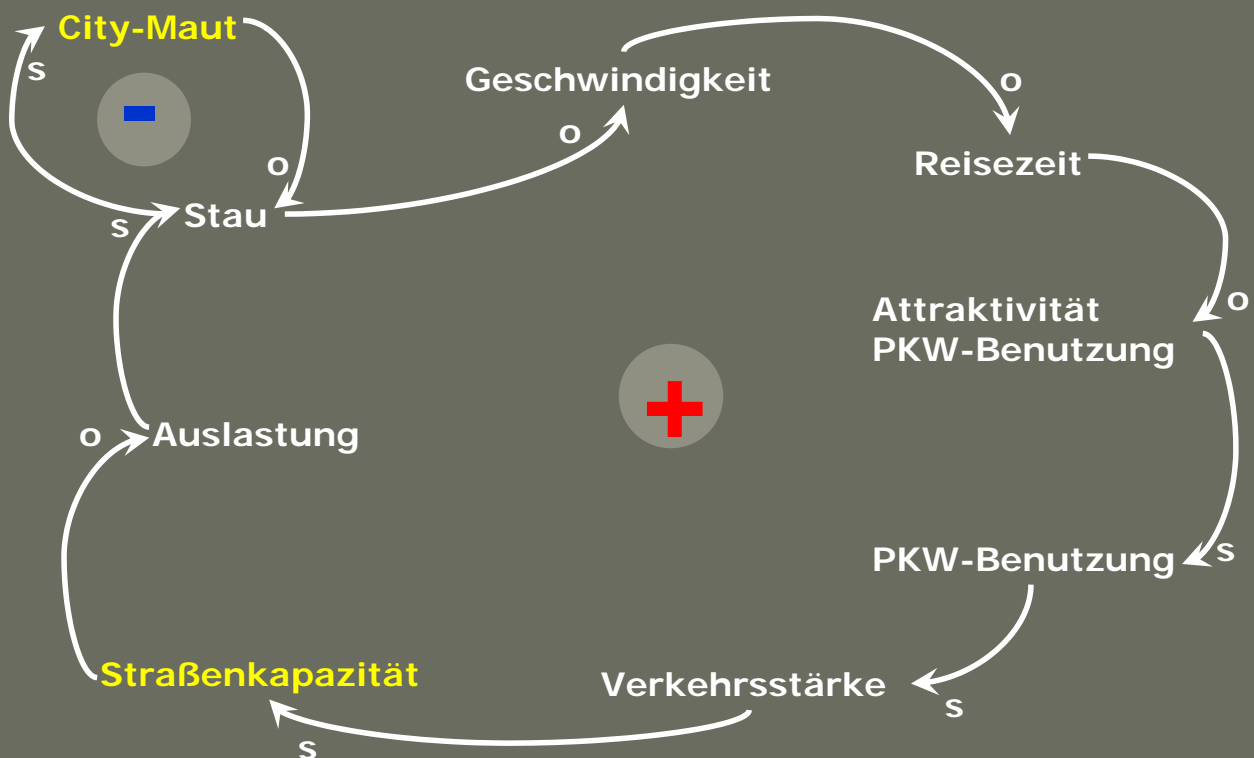 City-Maut
s
-
o
Geschwindigkeit
o
o
Reisezeit
Stau
s
o
Attraktivität
PKW-Benutzung
+
o
Auslastung
PKW-Benutzung
s
Straßenkapazität
Verkehrsstärke
s
s